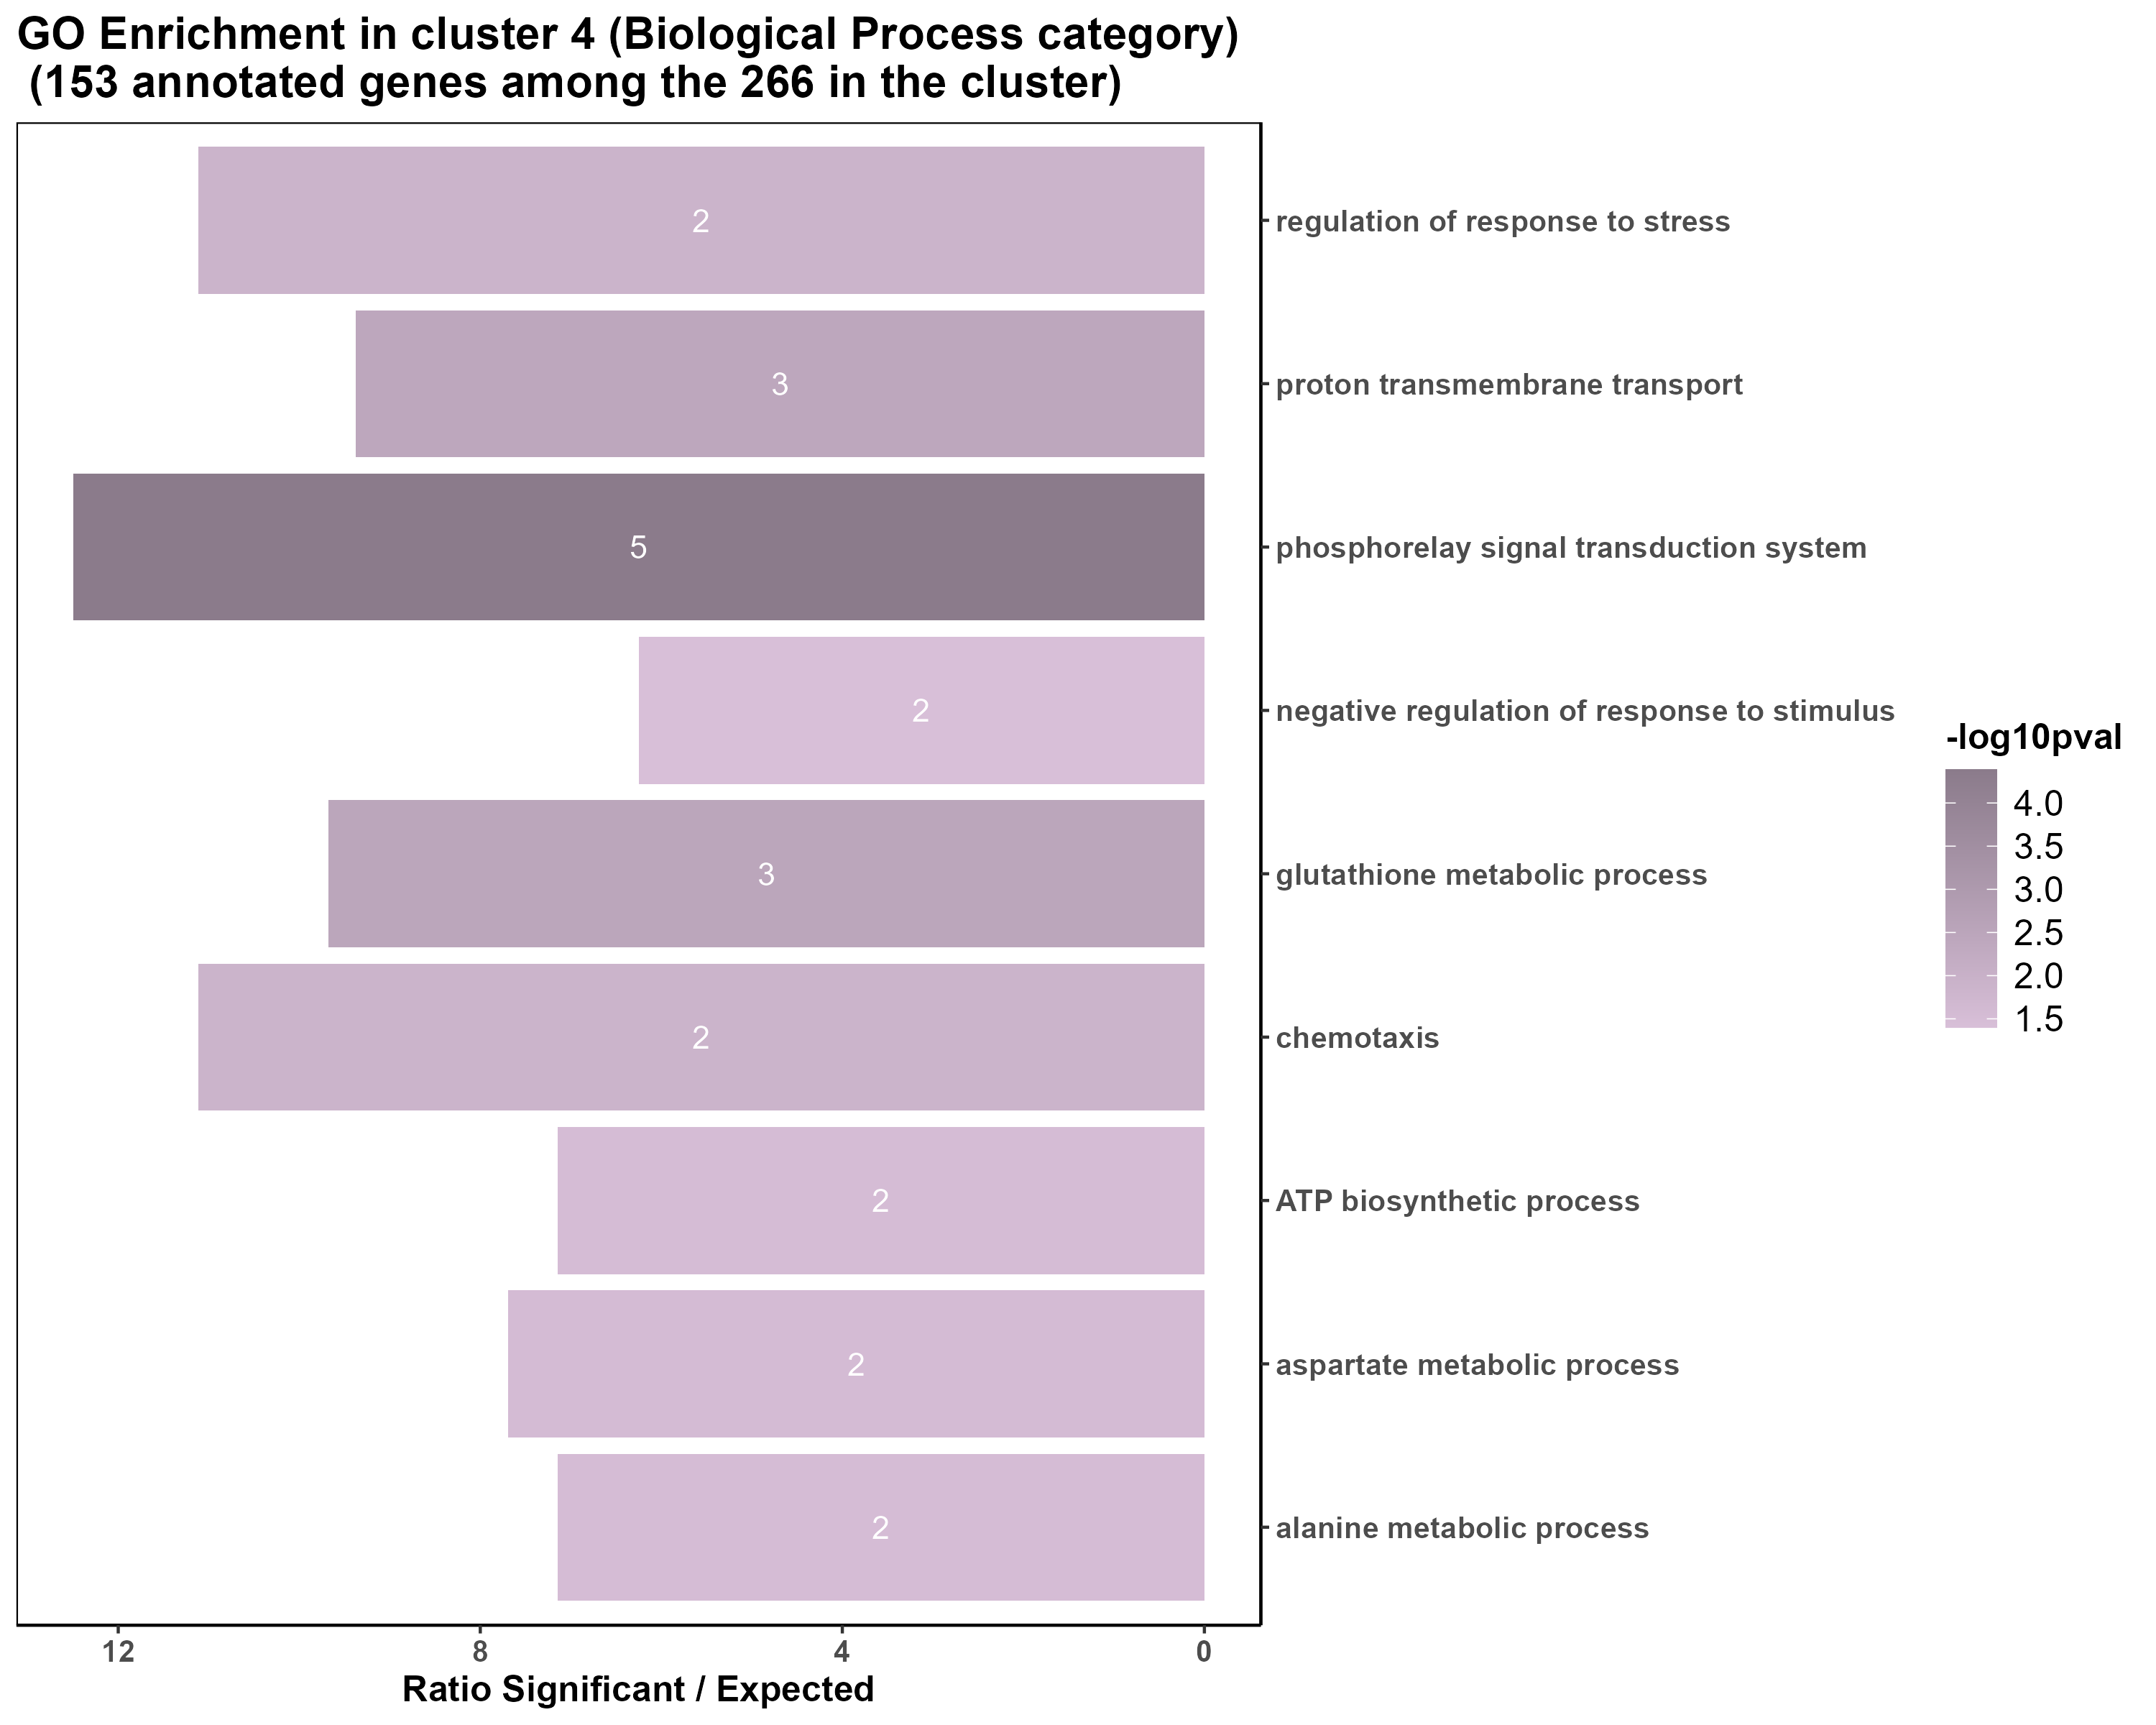 GO Enrichment in cluster 4 (Biological Process category)
(153 annotated genes among the 266 in the cluster)
2 regulation of response to stress
3 proton transmembrane transport
5 phosphorelay signal transduction system
2 negative regulation of response to stimulus
3 glutathione metabolic process
2 chemotaxis
2 ATP biosynthetic process
2 aspartate metabolic process
2 alanine metabolic process
12 8 4 0
Ratio Significant / Expected
-log10pval
4.0
3.5
3.0
2.5
2.0
1.5